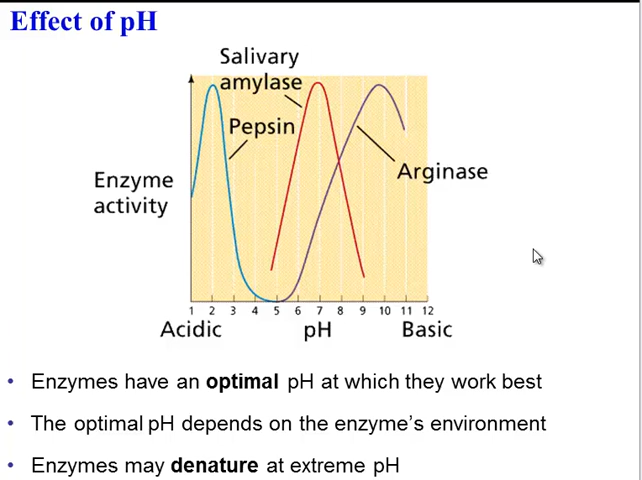 Effect of pH
Salivary
amylase
Pepsin
Enzyme
activity
Arginase
1 2 3 4 5 6 7 8 9 10 11 12
Acidic pH Basic
• Enzymes have an optimal pH at which they work best
• The optimal pH depends on the enzyme's environment
• Enzymes may denature at extreme pH